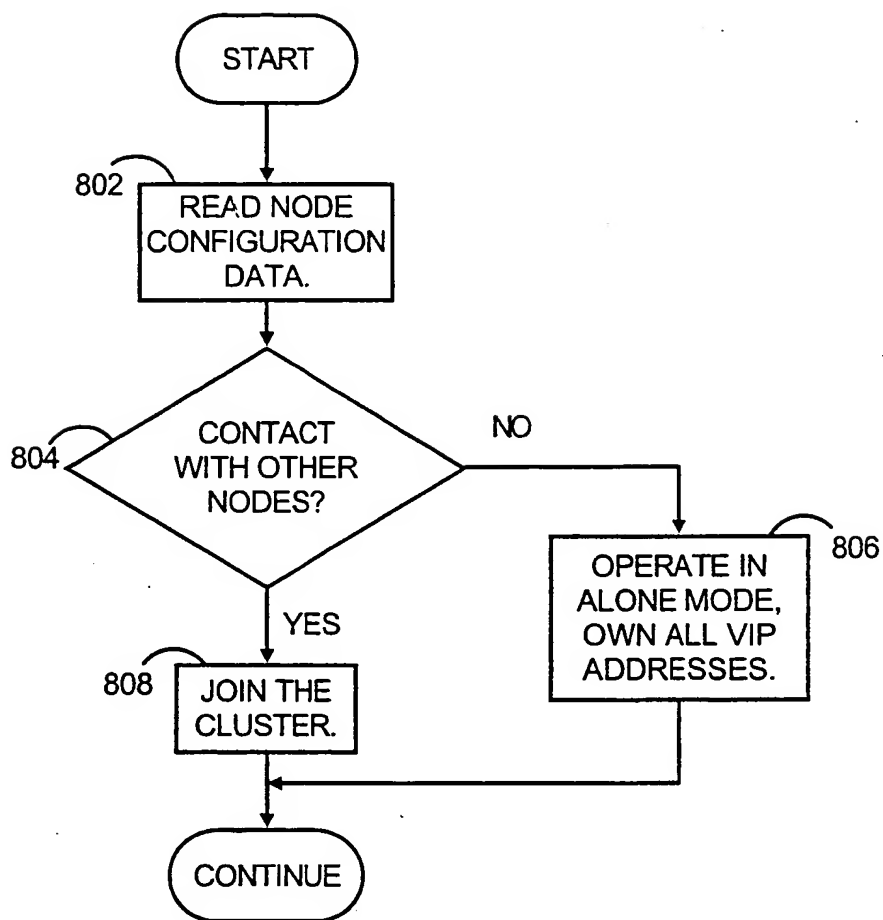 START
802
READ NODE
CONFIGURATION
DATA.
804
CONTACT
WITH OTHER
NODES?
NO
806
OPERATE IN
ALONE MODE,
OWN ALL VIP
ADDRESSES.
YES
808
JOIN THE
CLUSTER.
CONTINUE